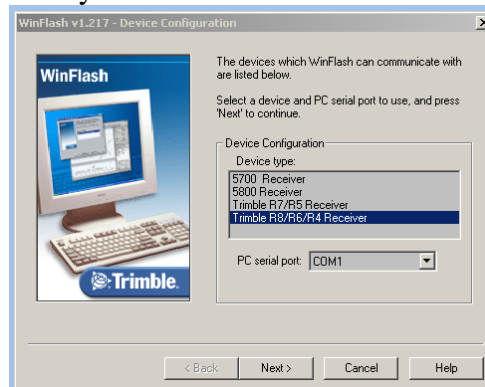 WinFlash v1.217 - Device Configuration
WinFlash
The devices which WinFlash can communicate with
are listed below.
Select a device and PC serial port to use, and press
'Next' to continue.
Device Configuration
Device type:
5700 Receiver
5800 Receiver
Trimble R7/R5 Receiver
Trimble R8/R6/R4 Receiver
PC serial port: COM1
Trimble.
< Back Next > Cancel Help